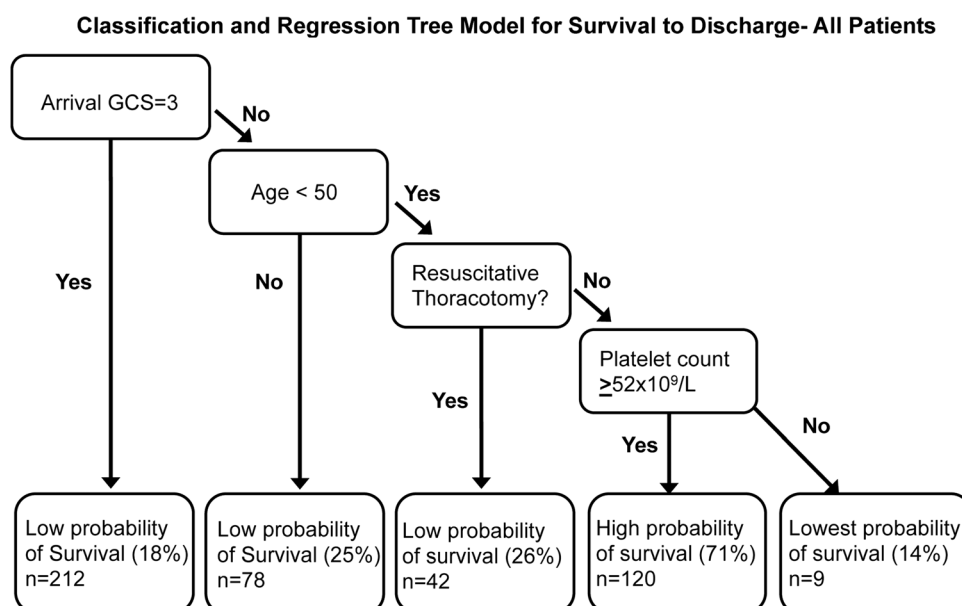 Classification and Regression Tree Model for Survival to Discharge- All Patients
Arrival GCS=3
No
Age < 50
Yes
Yes
No
Resuscitative
Thoracotomy?
No
Platelet count
≥52x10⁹/L
Yes
Yes
No
Low probability
of Survival (18%)
n=212
Low probability
of Survival (25%)
n=78
Low probability
of survival (26%)
n=42
High probability
of survival (71%)
n=120
Lowest probability
of survival (14%)
n=9